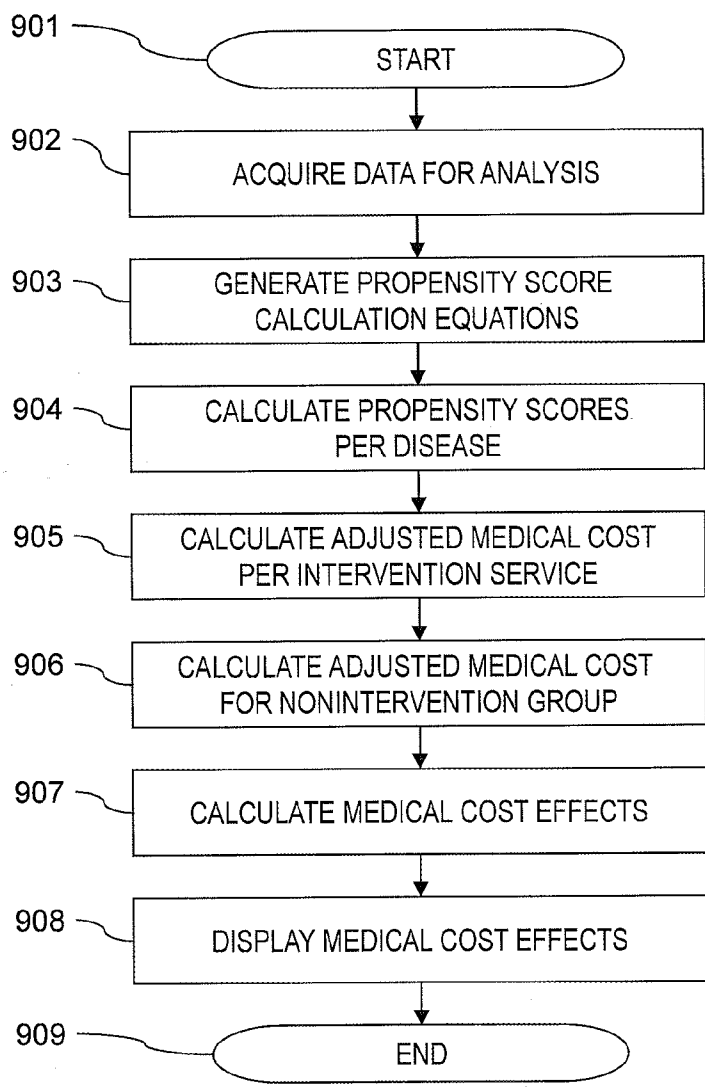 901
START
902
ACQUIRE DATA FOR ANALYSIS
903
GENERATE PROPENSITY SCORE
CALCULATION EQUATIONS
904
CALCULATE PROPENSITY SCORES
PER DISEASE
905
CALCULATE ADJUSTED MEDICAL COST
PER INTERVENTION SERVICE
906
CALCULATE ADJUSTED MEDICAL COST
FOR NONINTERVENTION GROUP
907
CALCULATE MEDICAL COST EFFECTS
908
DISPLAY MEDICAL COST EFFECTS
909
END